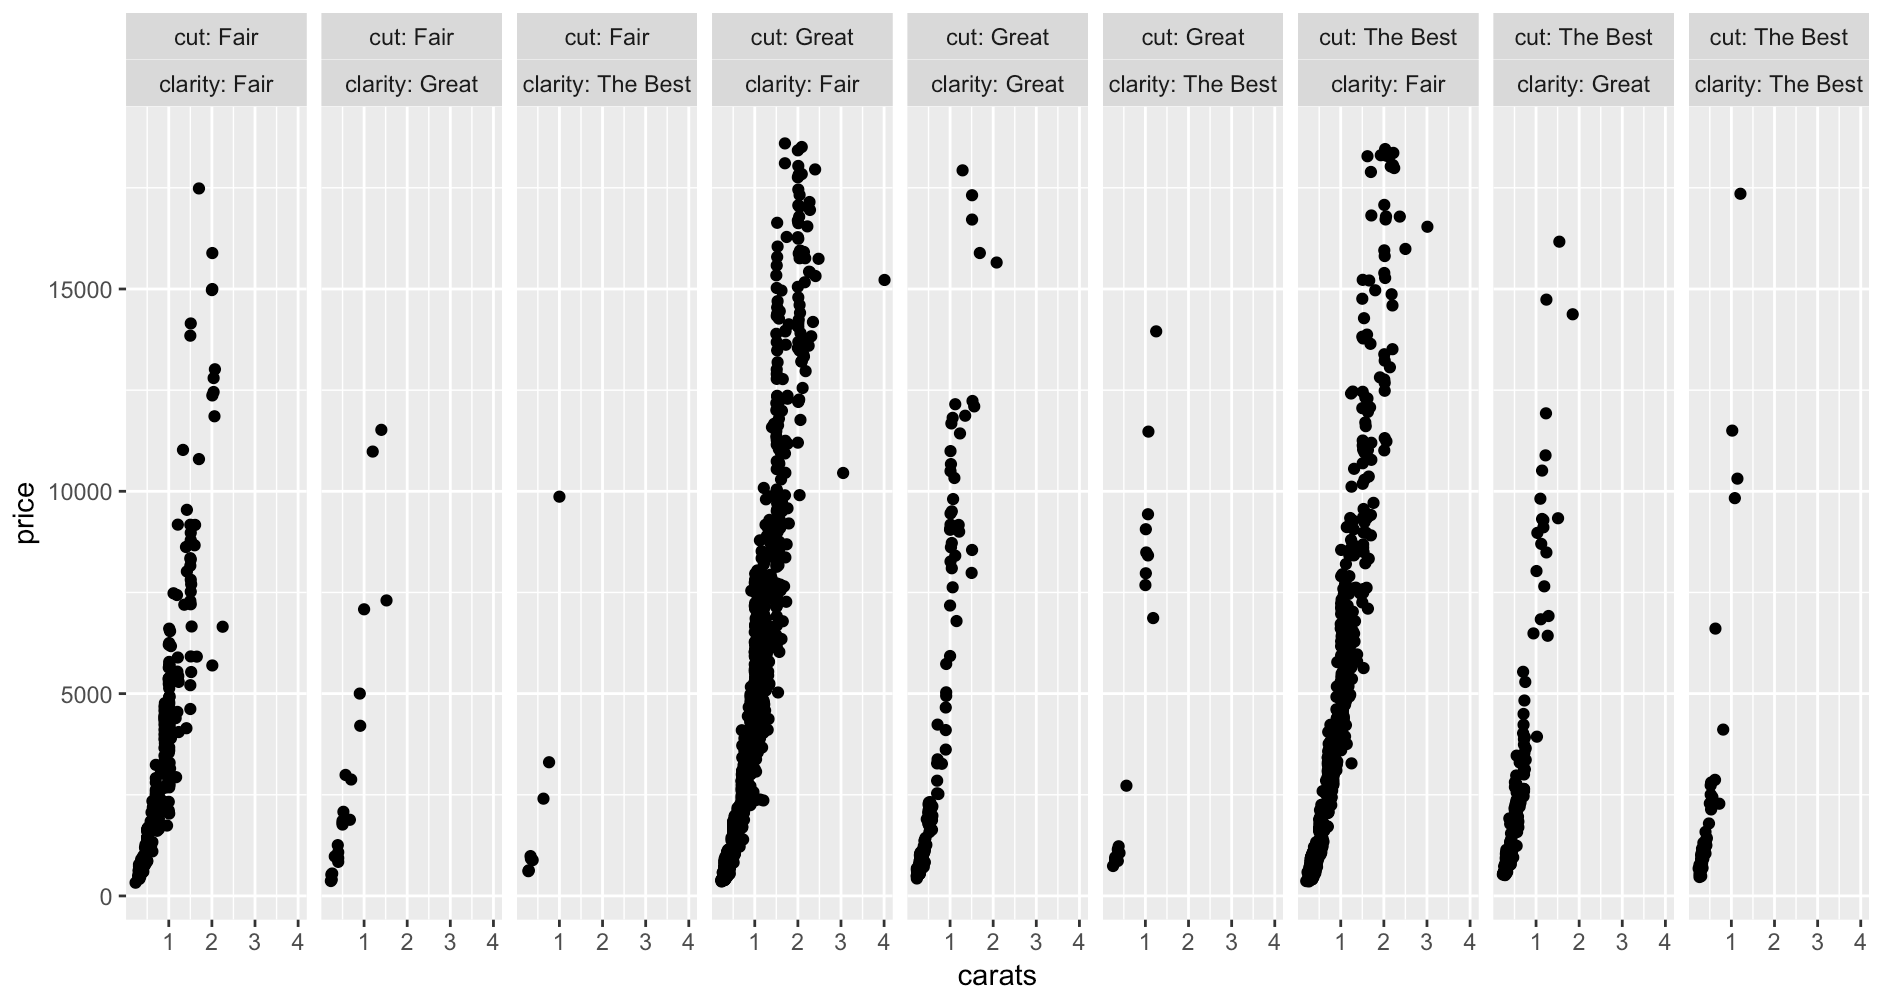 cut: Fair cut: Fair cut: Fair cut: Great cut: Great cut: Great cut: The Best cut: The Best cut: The Best
clarity: Fair clarity: Great clarity: The Best clarity: Fair clarity: Great clarity: The Best clarity: Fair clarity: Great clarity: The Best
15000
10000
price
5000
0
1 2 3 4 1 2 3 4 1 2 3 4 1 2 3 4 1 2 3 4 1 2 3 4 1 2 3 4 1 2 3 4 1 2 3 4
carats